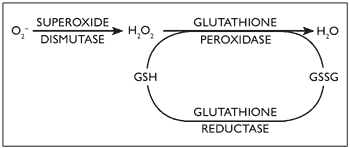 SUPEROXIDE GLUTATHIONE
O₂⁻ H₂O₂ H₂O
DISMUTASE PEROXIDASE
GSH GSSG
GLUTATHIONE
REDUCTASE